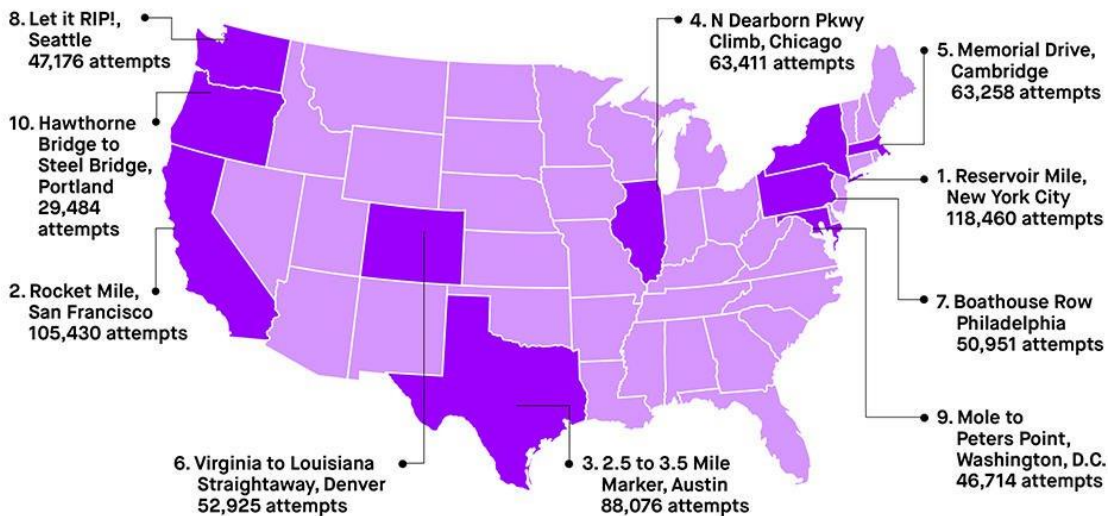 8. Let it RIP!,
Seattle
47,176 attempts
10. Hawthorne
Bridge to
Steel Bridge,
Portland
29,484
attempts
2. Rocket Mile,
San Francisco
105,430 attempts
6. Virginia to Louisiana
Straightaway, Denver
52,925 attempts
3. 2.5 to 3.5 Mile
Marker, Austin
88,076 attempts
4. N Dearborn Pkwy
Climb, Chicago
63,411 attempts
5. Memorial Drive,
Cambridge
63,258 attempts
1. Reservoir Mile,
New York City
118,460 attempts
7. Boathouse Row
Philadelphia
50,951 attempts
9. Mole to
Peters Point,
Washington, D.C.
46,714 attempts